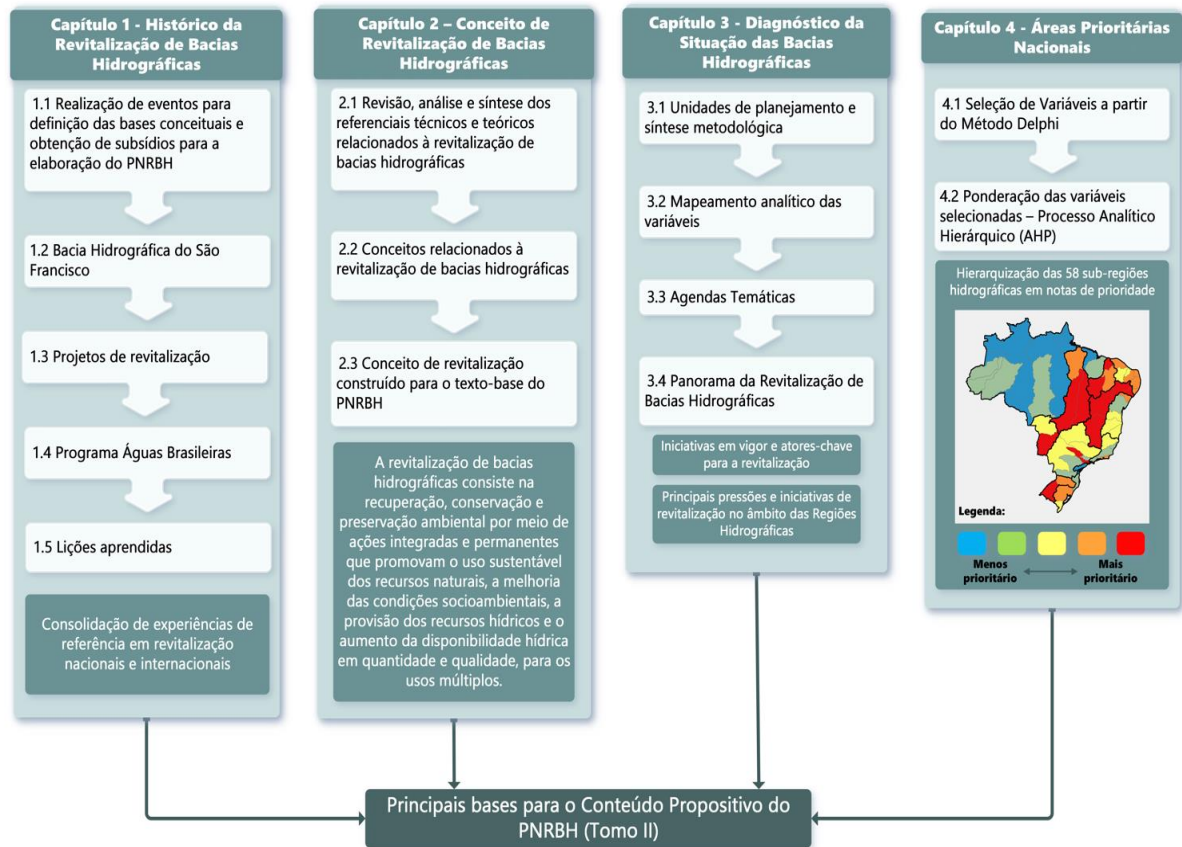 Capítulo 1 - Histórico da
Revitalização de Bacias
Hidrográficas
1.1 Realização de eventos para
definição das bases conceituais e
obtenção de subsídios para a
elaboração do PNRBH
1.2 Bacia Hidrográfica do São
Francisco
1.3 Projetos de revitalização
1.4 Programa Águas Brasileiras
1.5 Lições aprendidas
Consolidação de experiências de
referência em revitalização
nacionais e internacionais
Capítulo 2 – Conceito de
Revitalização de Bacias
Hidrográficas
2.1 Revisão, análise e síntese dos
referenciais técnicos e teóricos
relacionados à revitalização de
bacias hidrográficas
2.2 Conceitos relacionados à
revitalização de bacias hidrográficas
2.3 Conceito de revitalização
construído para o texto-base do
PNRBH
A revitalização de bacias
hidrográficas consiste na
recuperação, conservação e
preservação ambiental por meio de
ações integradas e permanentes
que promovam o uso sustentável
dos recursos naturais, a melhoria
das condições socioambientais, a
provisão dos recursos hídricos e o
aumento da disponibilidade hídrica
em quantidade e qualidade, para os
usos múltiplos.
Capítulo 3 - Diagnóstico da
Situação das Bacias
Hidrográficas
3.1 Unidades de planejamento e
síntese metodológica
3.2 Mapeamento analítico das
variáveis
3.3 Agendas Temáticas
3.4 Panorama da Revitalização de
Bacias Hidrográficas
Iniciativas em vigor e atores-chave
para a revitalização
Principais pressões e iniciativas de
revitalização no âmbito das Regiões
Hidrográficas
Capítulo 4 - Áreas Prioritárias
Nacionais
4.1 Seleção de Variáveis a partir
do Método Delphi
4.2 Ponderação das variáveis
selecionadas – Processo Analítico
Hierárquico (AHP)
Hierarquização das 58 sub-regiões
hidrográficas em notas de prioridade
Legenda:
Menos
prioritário
Mais
prioritário
Principais bases para o Conteúdo Propositivo do
PNRBH (Tomo II)